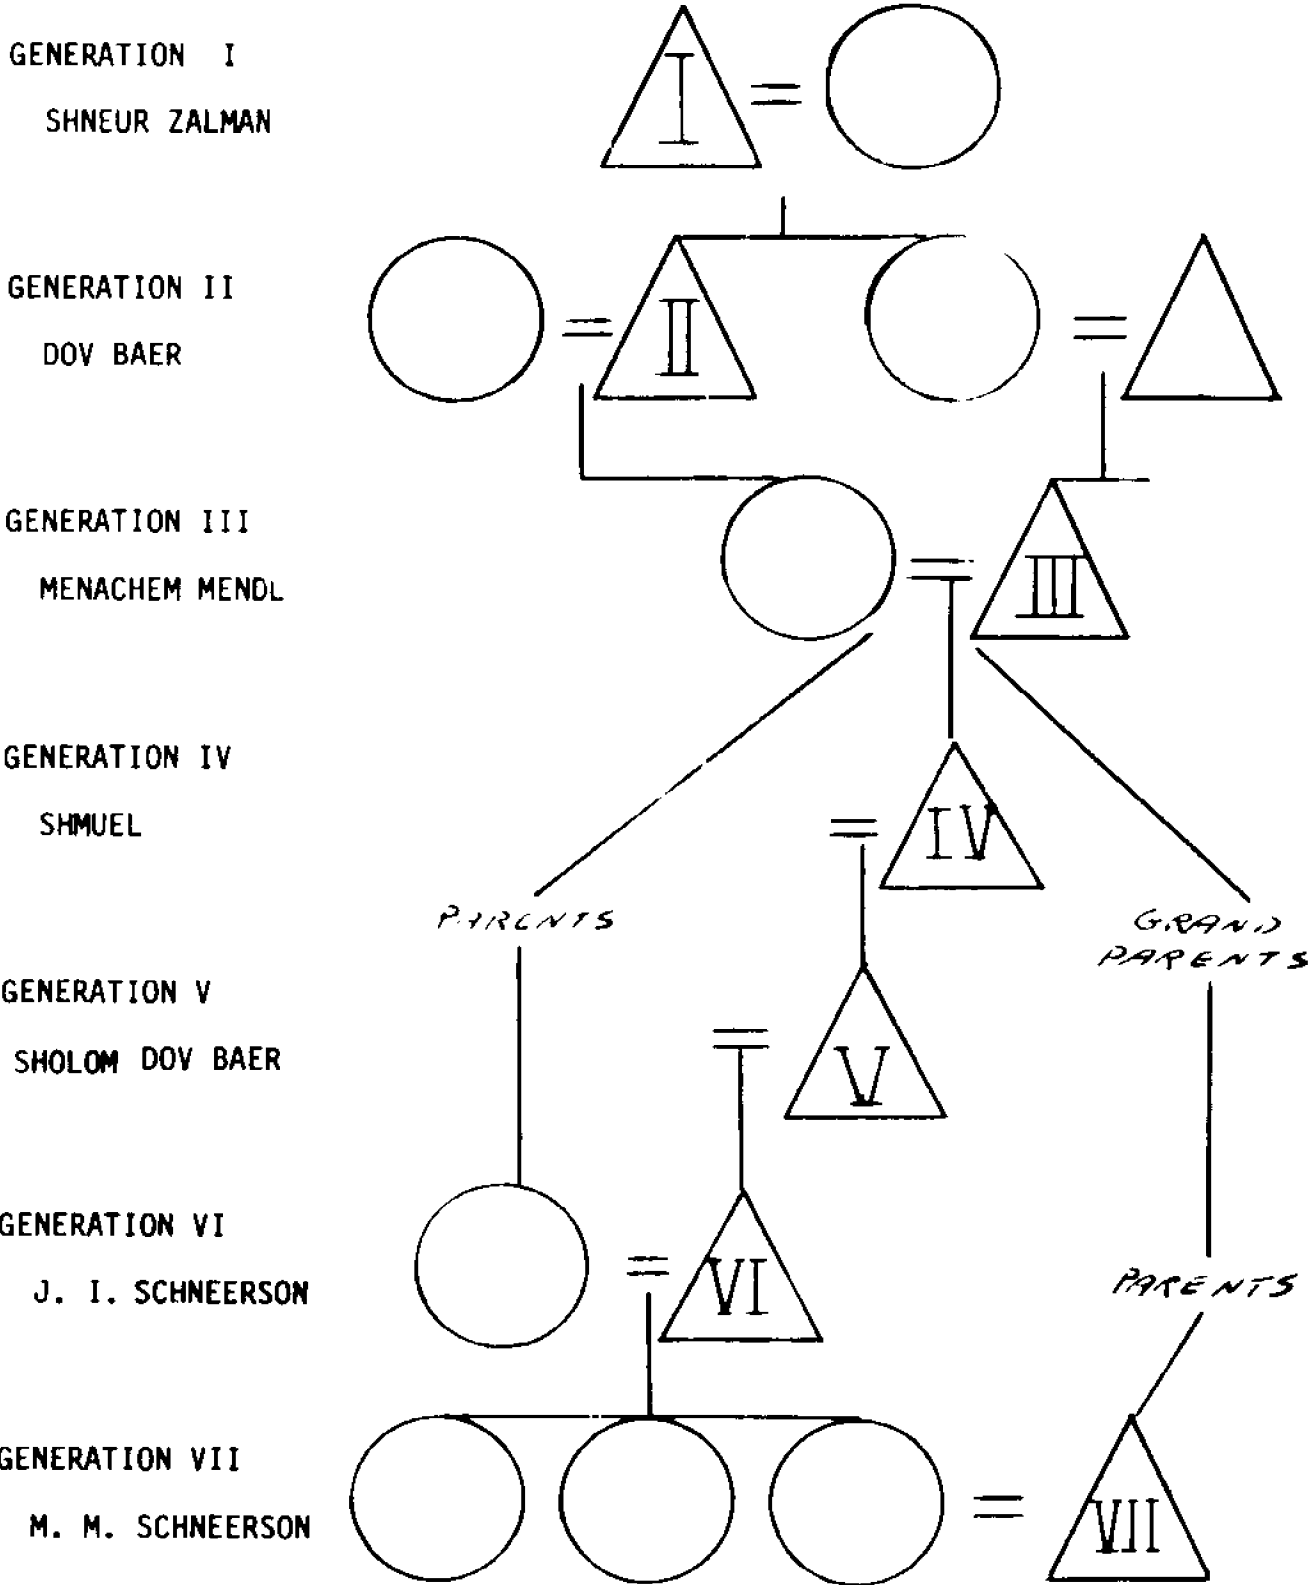 GENERATION I
SHNEUR ZALMAN
I
GENERATION II
DOV BAER
II
GENERATION III
MENACHEM MENDL
III
GENERATION IV
SHMUEL
IV
PARENTS
GRAND
PARENTS
GENERATION V
SHOLOM DOV BAER
V
GENERATION VI
J. I. SCHNEERSON
VI
PARENTS
GENERATION VII
M. M. SCHNEERSON
VII